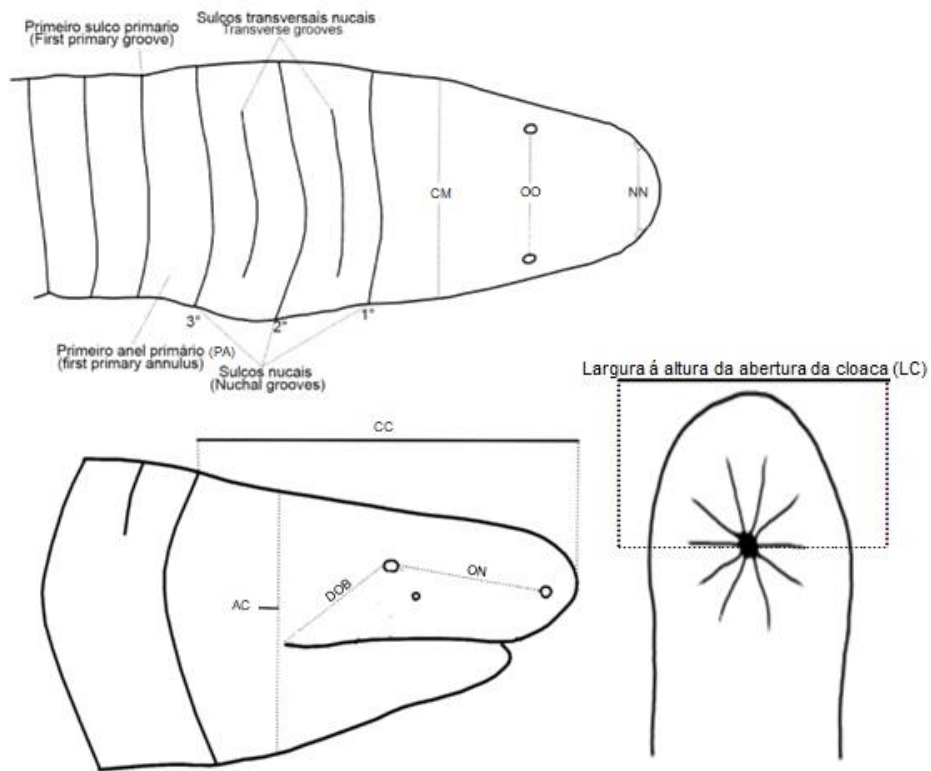 Primeiro sulco primario
(First primary groove)
Sulcos transversais nucais
Transverse grooves
CM
OO
NN
3°
2°
1°
Primeiro anel primário (PA)
(first primary annulus)
Sulcos nucais
(Nuchal grooves)
Largura á altura da abertura da cloaca (LC)
CC
AC
DOB
ON